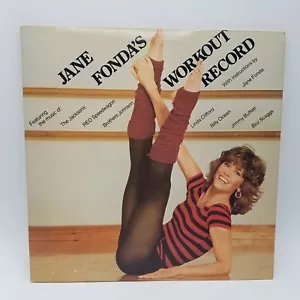 JANE FONDA'S WORKOUT RECORD
With instructions by
Jane Fonda
Featuring
the music of:
The Jacksons
REO Speedwagon
Brothers Johnson
Linda Clifford
Billy Ocean
Jimmy Buffett
Boz Scaggs